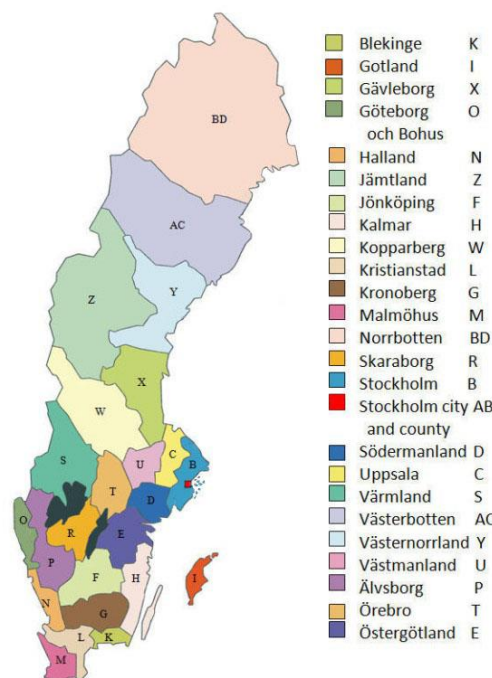 BD
AC
Y
Z
X
W
S
U
C
B
T
D
O
R
E
P
F
H
I
N
G
L
K
M
Blekinge K
Gotland I
Gävleborg X
Göteborg O
och Bohus
Halland N
Jämtland Z
Jönköping F
Kalmar H
Kopparberg W
Kristianstad L
Kronoberg G
Malmöhus M
Norrbotten BD
Skaraborg R
Stockholm B
Stockholm city AB
and county
Södermanland D
Uppsala C
Värmland S
Västerbotten AC
Västernorrland Y
Västmanland U
Älvsborg P
Örebro T
Östergötland E